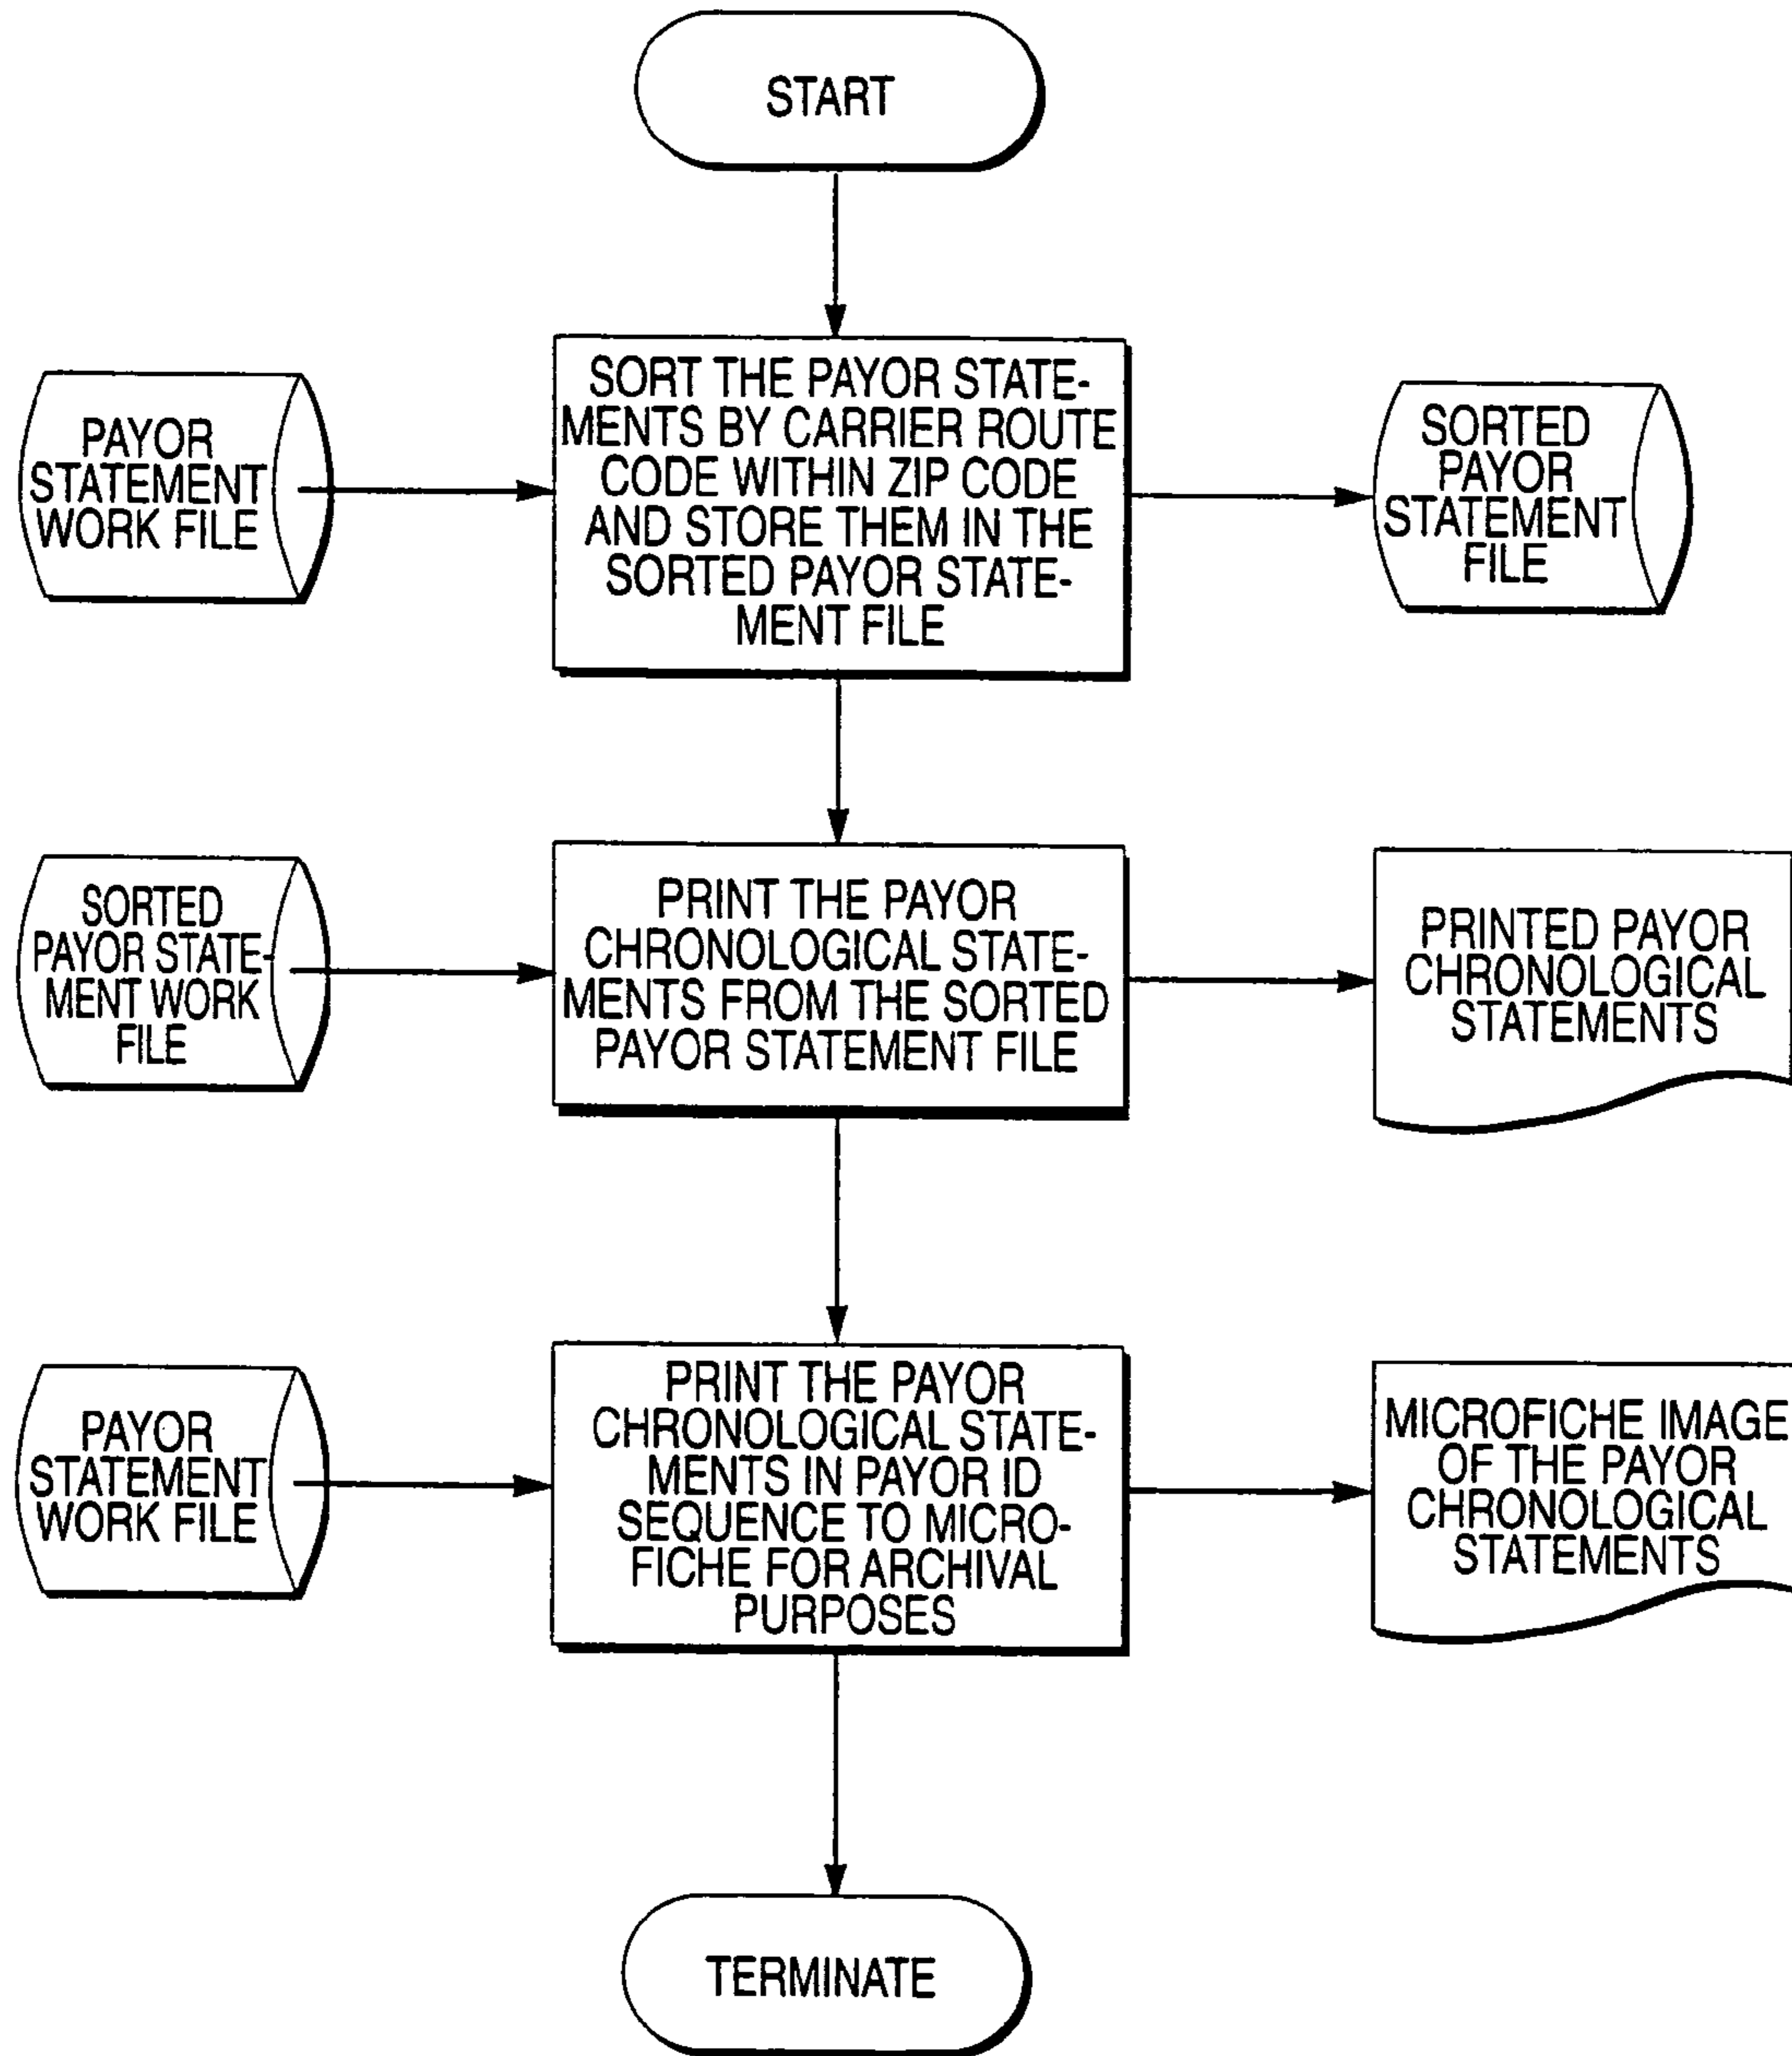 START
PAYOR
STATEMENT
WORK FILE
SORT THE PAYOR STATE-
MENTS BY CARRIER ROUTE
CODE WITHIN ZIP CODE
AND STORE THEM IN THE
SORTED PAYOR STATE-
MENT FILE
SORTED
PAYOR
STATEMENT
FILE
SORTED
PAYOR STATE-
MENT WORK
FILE
PRINT THE PAYOR
CHRONOLOGICAL STATE-
MENTS FROM THE SORTED
PAYOR STATEMENT FILE
PRINTED PAYOR
CHRONOLOGICAL
STATEMENTS
PAYOR
STATEMENT
WORK FILE
PRINT THE PAYOR
CHRONOLOGICAL STATE-
MENTS IN PAYOR ID
SEQUENCE TO MICRO-
FICHE FOR ARCHIVAL
PURPOSES
MICROFICHE IMAGE
OF THE PAYOR
CHRONOLOGICAL
STATEMENTS
TERMINATE